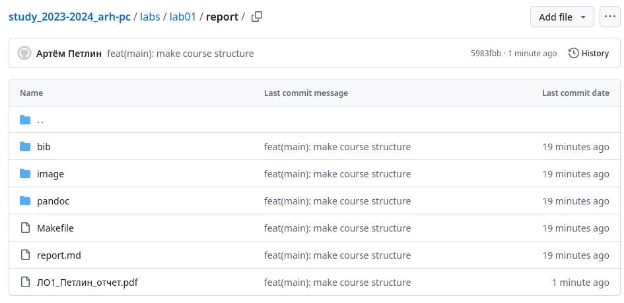 study_2023-2024_arh-pc / labs / lab01 / report /
Add file
Артём Петлин feat(main): make course structure 5983fbb · 1 minute ago History
Name Last commit message Last commit date
..
bib feat(main): make course structure 19 minutes ago
image feat(main): make course structure 19 minutes ago
pandoc feat(main): make course structure 19 minutes ago
Makefile feat(main): make course structure 19 minutes ago
report.md feat(main): make course structure 19 minutes ago
ЛО1_Петлин_отчет.pdf feat(main): make course structure 1 minute ago